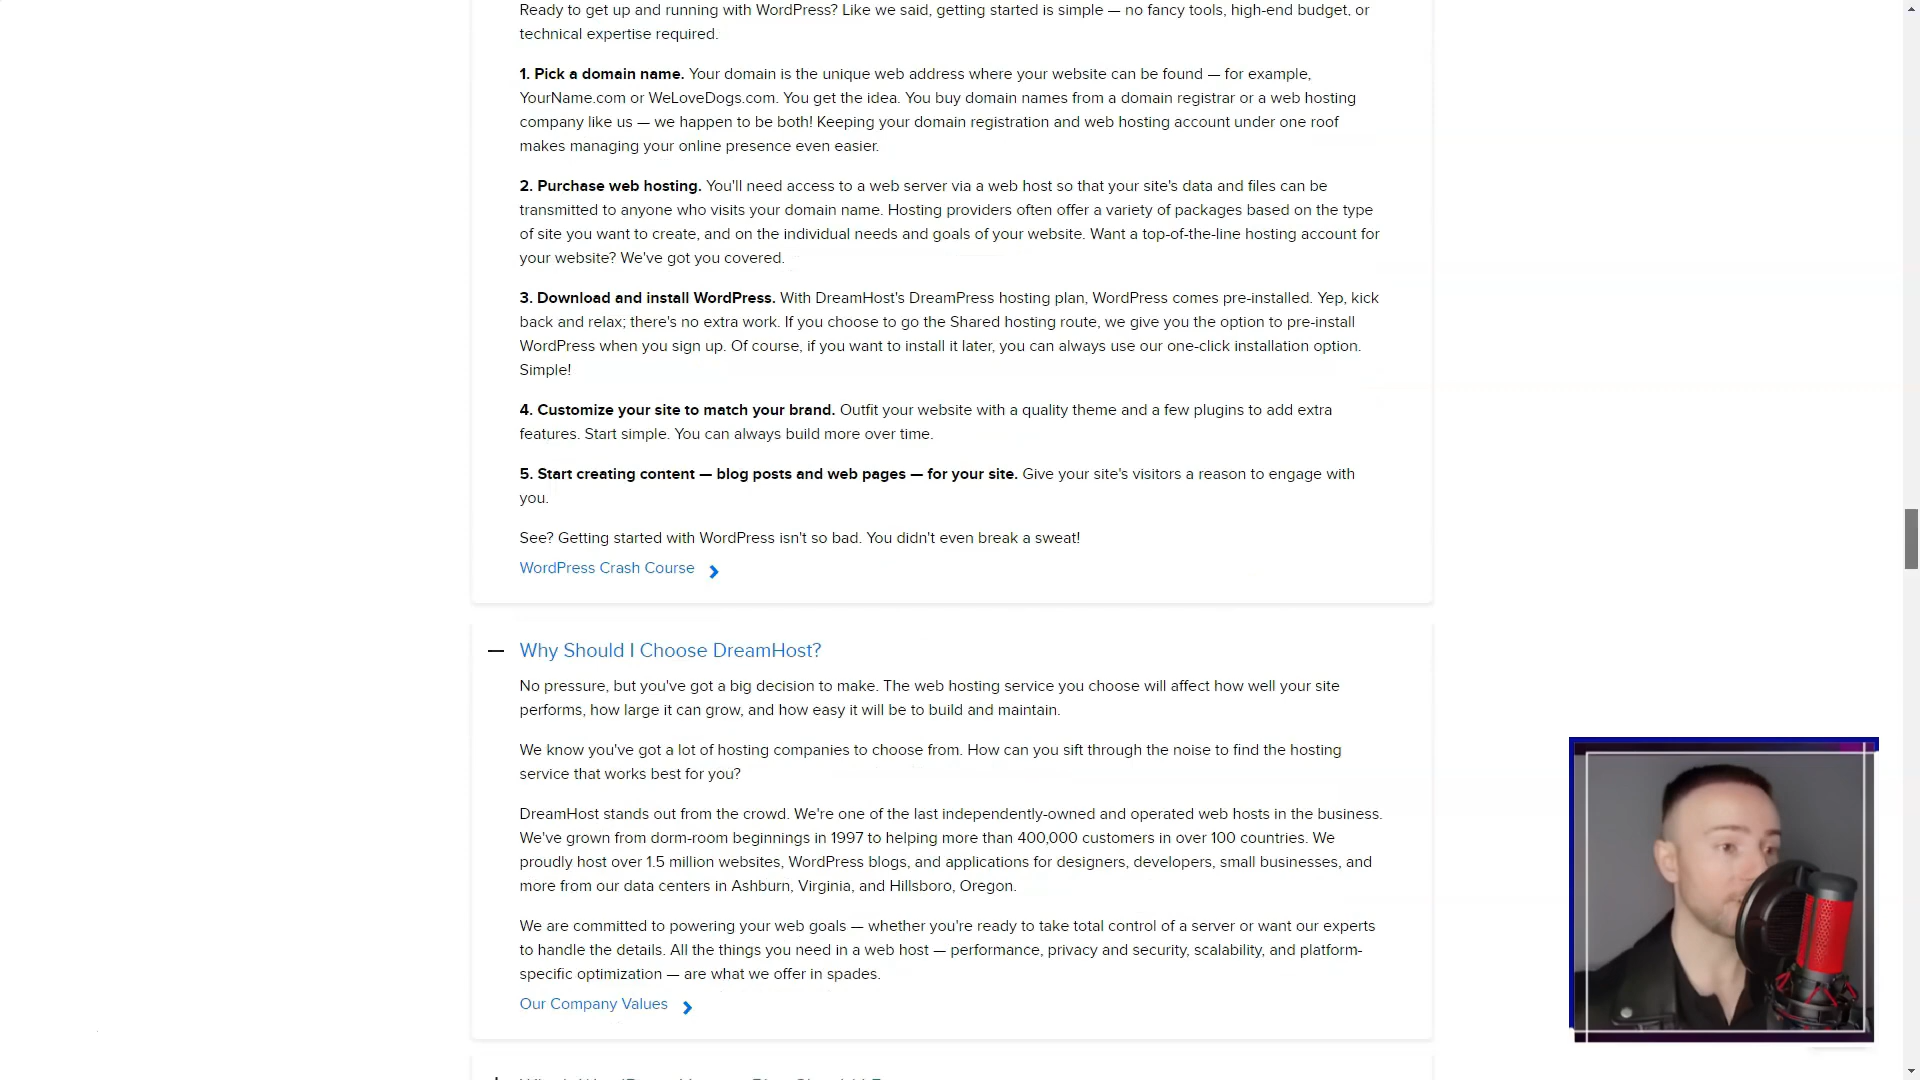 Ready to get up and running with WordPress? Like we said, getting started is simple — no fancy tools, high-end budget, or
technical expertise required.
1. Pick a domain name. Your domain is the unique web address where your website can be found — for example,
YourName.com or WeLoveDogs.com. You get the idea. You buy domain names from a domain registrar or a web hosting
company like us — we happen to be both! Keeping your domain registration and web hosting account under one roof
makes managing your online presence even easier.
2. Purchase web hosting. You'll need access to a web server via a web host so that your site's data and files can be
transmitted to anyone who visits your domain name. Hosting providers often offer a variety of packages based on the type
of site you want to create, and on the individual needs and goals of your website. Want a top-of-the-line hosting account for
your website? We've got you covered.
3. Download and install WordPress. With DreamHost's DreamPress hosting plan, WordPress comes pre-installed. Yep, kick
back and relax; there's no extra work. If you choose to go the Shared hosting route, we give you the option to pre-install
WordPress when you sign up. Of course, if you want to install it later, you can always use our one-click installation option.
Simple!
4. Customize your site to match your brand. Outfit your website with a quality theme and a few plugins to add extra
features. Start simple. You can always build more over time.
5. Start creating content — blog posts and web pages — for your site. Give your site's visitors a reason to engage with
you.
See? Getting started with WordPress isn't so bad. You didn't even break a sweat!
WordPress Crash Course
Why Should I Choose DreamHost?
No pressure, but you've got a big decision to make. The web hosting service you choose will affect how well your site
performs, how large it can grow, and how easy it will be to build and maintain.
We know you've got a lot of hosting companies to choose from. How can you sift through the noise to find the hosting
service that works best for you?
DreamHost stands out from the crowd. We're one of the last independently-owned and operated web hosts in the business.
We've grown from dorm-room beginnings in 1997 to helping more than 400,000 customers in over 100 countries. We
proudly host over 1.5 million websites, WordPress blogs, and applications for designers, developers, small businesses, and
more from our data centers in Ashburn, Virginia, and Hillsboro, Oregon.
We are committed to powering your web goals — whether you're ready to take total control of a server or want our experts
to handle the details. All the things you need in a web host — performance, privacy and security, scalability, and platform-
specific optimization — are what we offer in spades.
Our Company Values